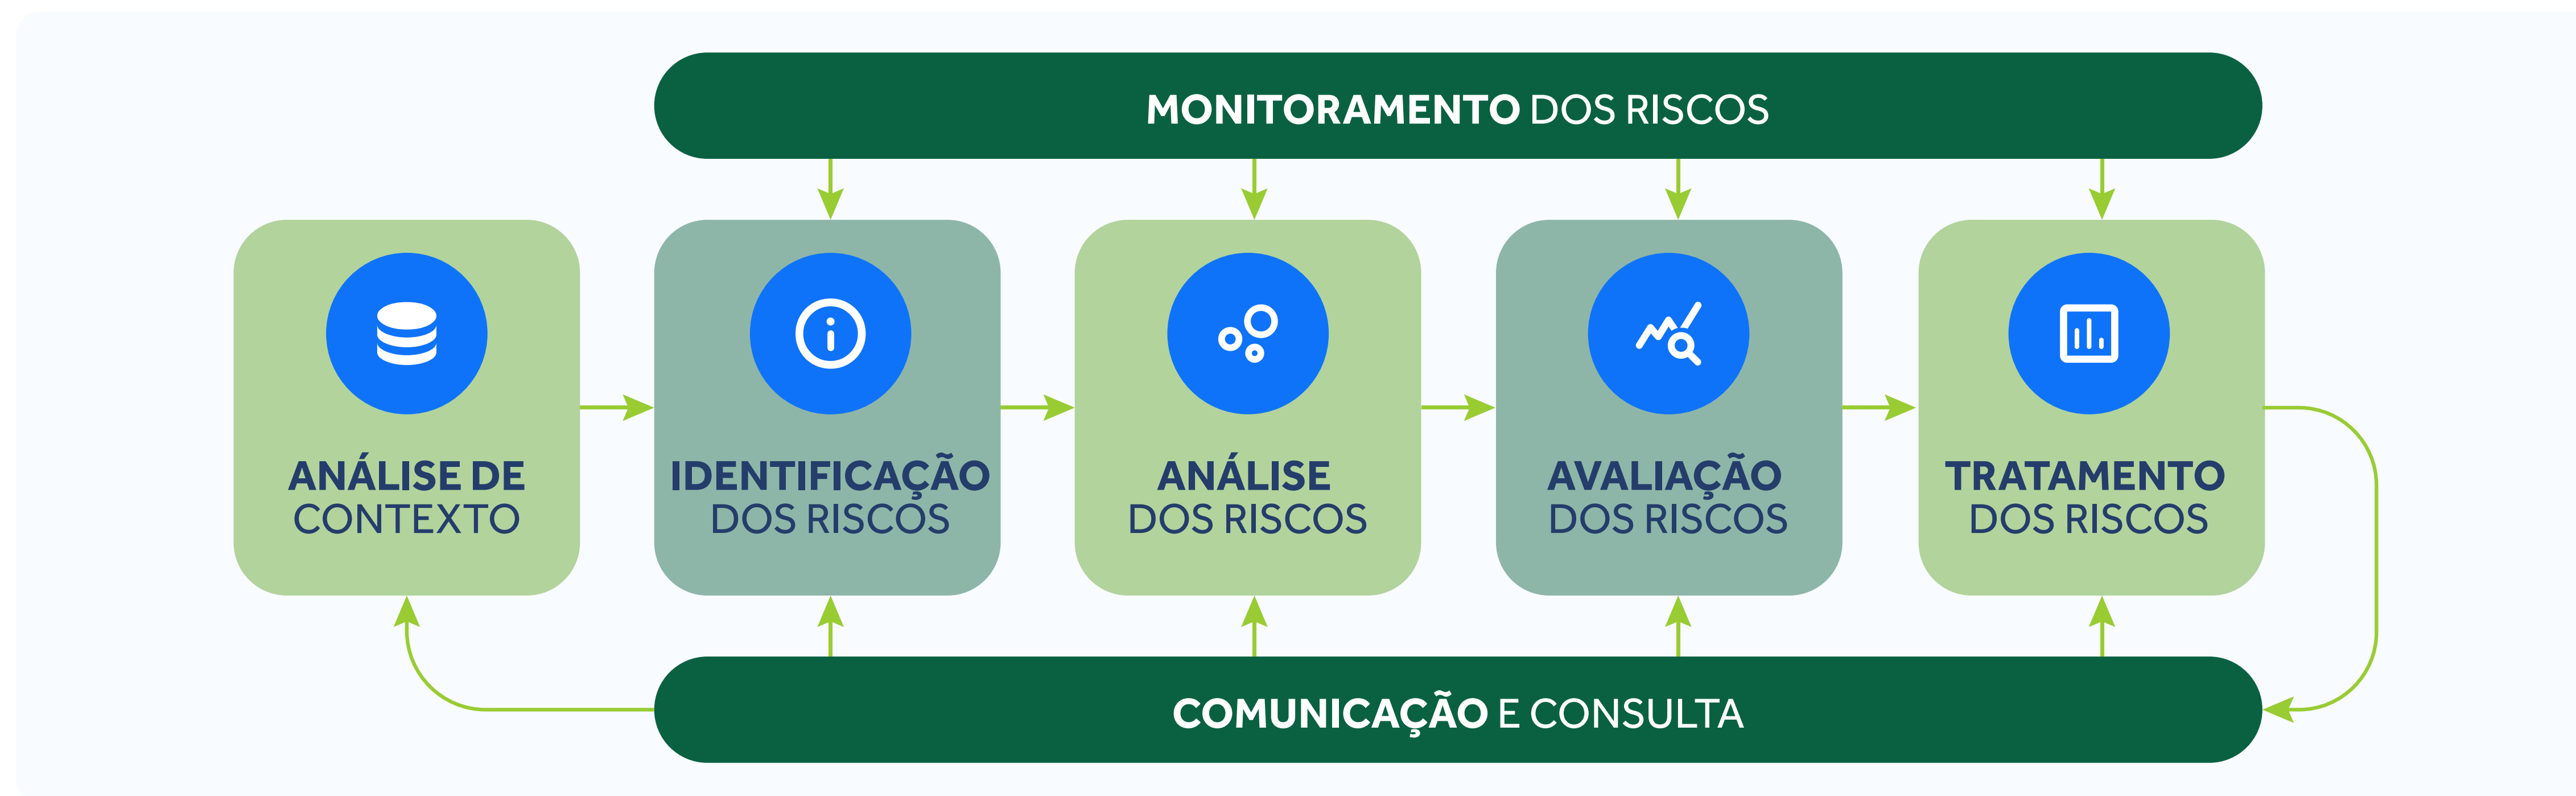 MONITORAMENTO DOS RISCOS
ANÁLISE DE
CONTEXTO
IDENTIFICAÇÃO
DOS RISCOS
ANÁLISE
DOS RISCOS
AVALIAÇÃO
DOS RISCOS
TRATAMENTO
DOS RISCOS
COMUNICAÇÃO E CONSULTA